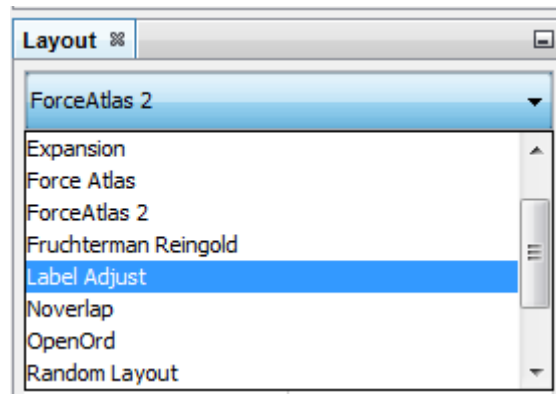 Layout
ForceAtlas 2
Expansion
Force Atlas
ForceAtlas 2
Fruchterman Reingold
Label Adjust
Noverlap
OpenOrd
Random Layout